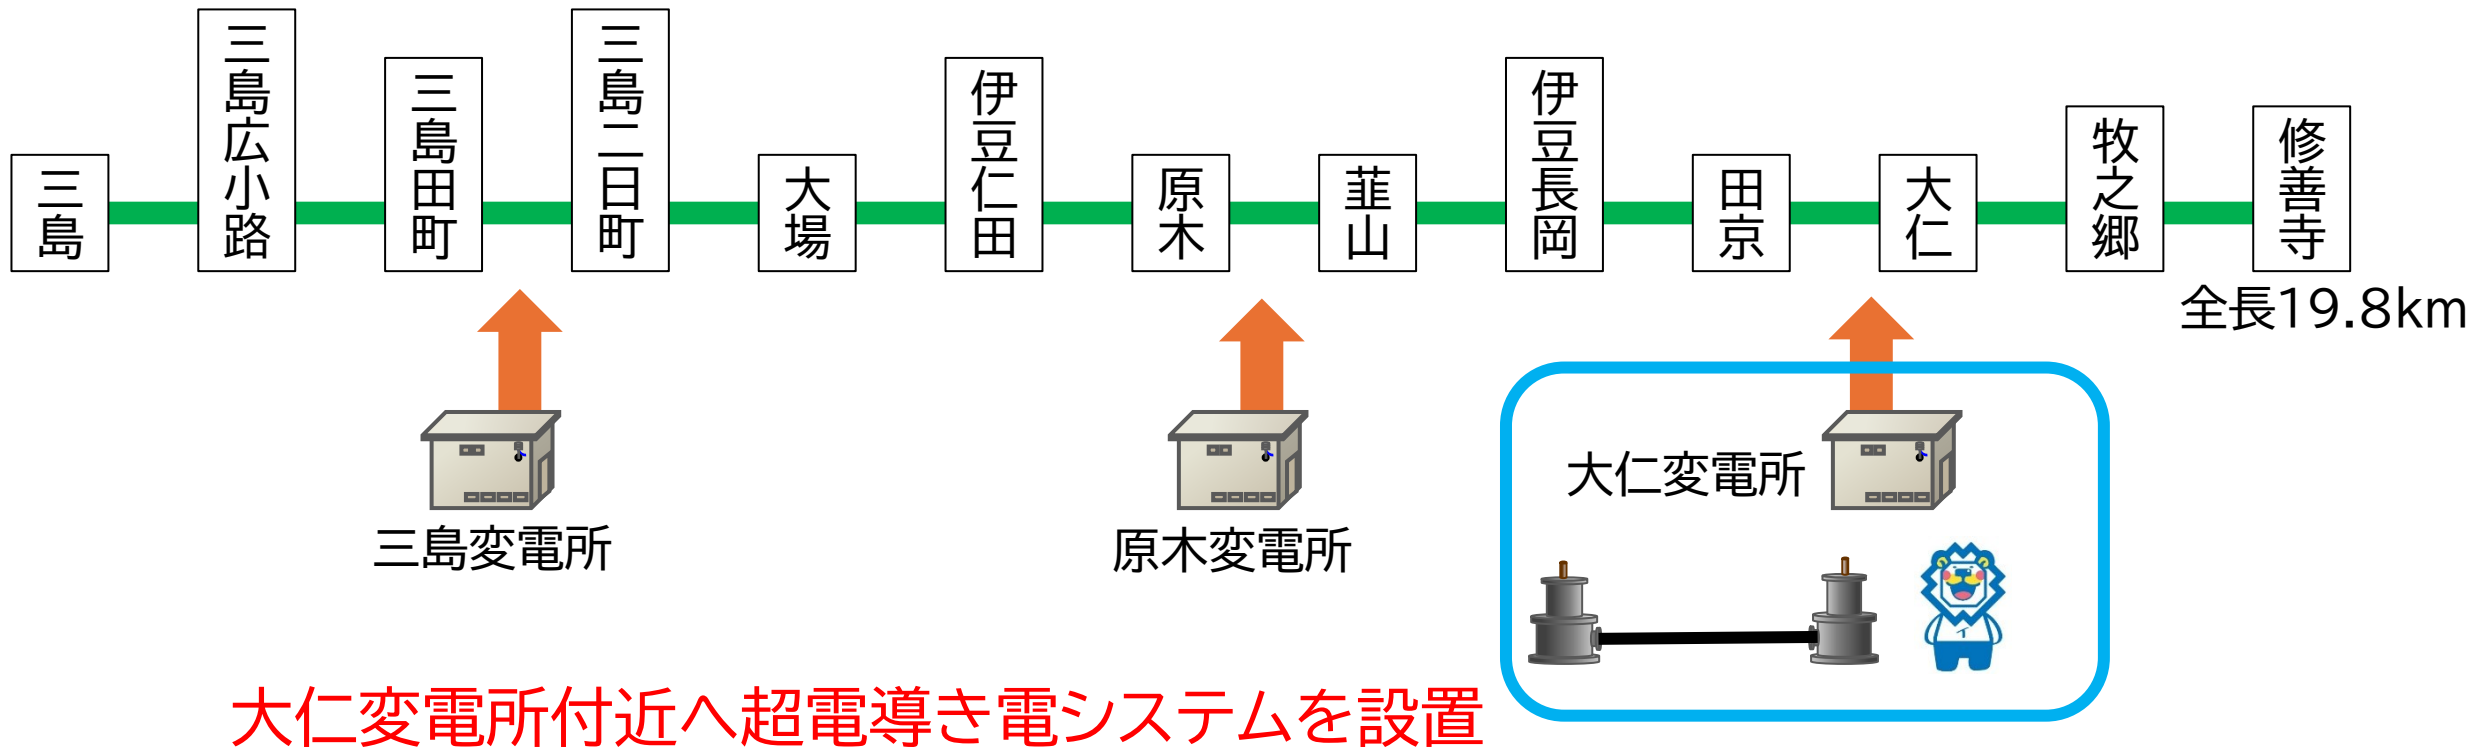 三島
三島広小路
三島田町
三島二日町
大場
伊豆仁田
原木
韮山
伊豆長岡
田京
大仁
牧之郷
修善寺
全長19.8km
三島変電所
原木変電所
大仁変電所
イ
大仁変電所付近へ超電導き電システムを設置